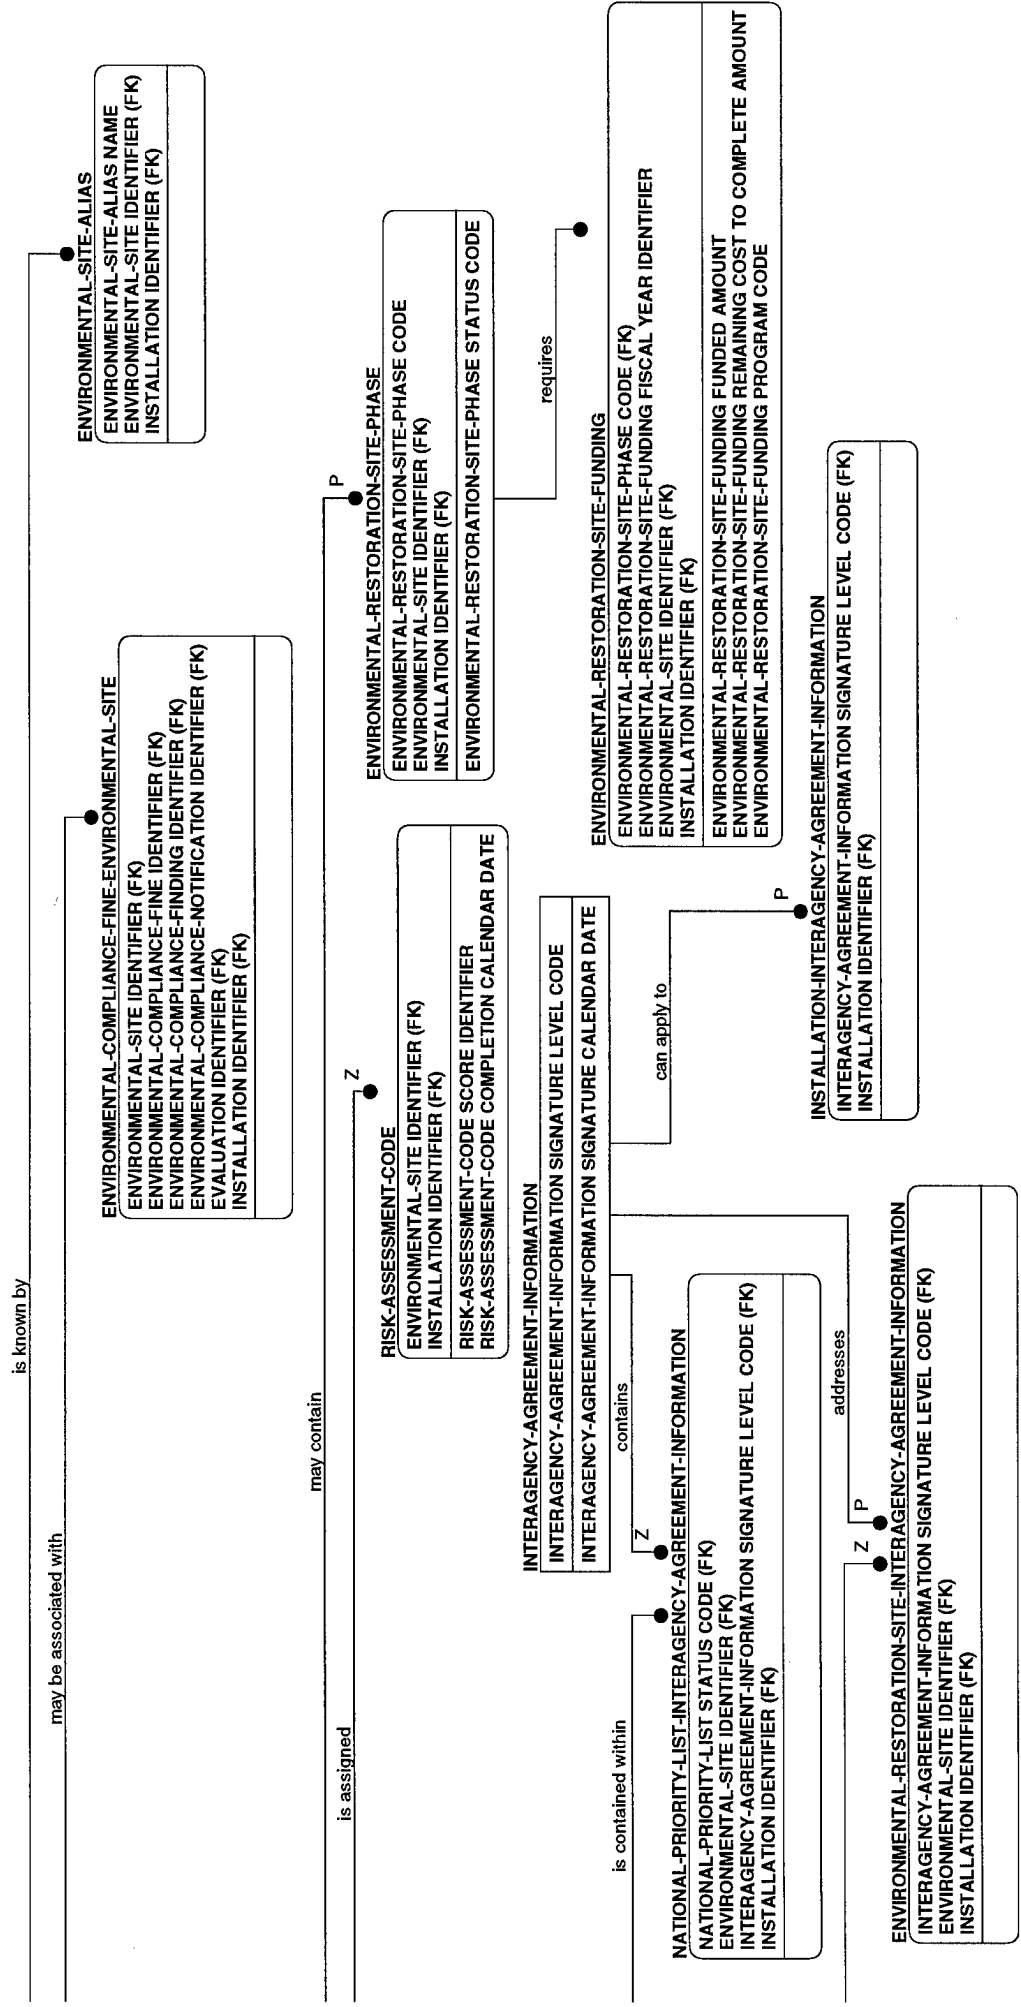 is known by
ENVIRONMENTAL-SITE-ALIAS
ENVIRONMENTAL-SITE-ALIAS NAME
ENVIRONMENTAL-SITE IDENTIFIER (FK)
INSTALLATION IDENTIFIER (FK)
may be associated with
ENVIRONMENTAL-COMPLIANCE-FINE-ENVIRONMENTAL-SITE
ENVIRONMENTAL-SITE IDENTIFIER (FK)
ENVIRONMENTAL-COMPLIANCE-FINE IDENTIFIER (FK)
ENVIRONMENTAL-COMPLIANCE-FINDING IDENTIFIER (FK)
ENVIRONMENTAL-COMPLIANCE-NOTIFICATION IDENTIFIER (FK)
EVALUATION IDENTIFIER (FK)
INSTALLATION IDENTIFIER (FK)
may contain
P
ENVIRONMENTAL-RESTORATION-SITE-PHASE
ENVIRONMENTAL-RESTORATION-SITE-PHASE CODE
ENVIRONMENTAL-SITE IDENTIFIER (FK)
INSTALLATION IDENTIFIER (FK)
ENVIRONMENTAL-RESTORATION-SITE-PHASE STATUS CODE
is assigned
Z
RISK-ASSESSMENT-CODE
ENVIRONMENTAL-SITE IDENTIFIER (FK)
INSTALLATION IDENTIFIER (FK)
RISK-ASSESSMENT-CODE SCORE IDENTIFIER
RISK-ASSESSMENT-CODE COMPLETION CALENDAR DATE
requires
ENVIRONMENTAL-RESTORATION-SITE-FUNDING
ENVIRONMENTAL-RESTORATION-SITE-PHASE CODE (FK)
ENVIRONMENTAL-RESTORATION-SITE-FUNDING FISCAL YEAR IDENTIFIER
ENVIRONMENTAL-SITE IDENTIFIER (FK)
INSTALLATION IDENTIFIER (FK)
ENVIRONMENTAL-RESTORATION-SITE-FUNDING FUNDED AMOUNT
ENVIRONMENTAL-RESTORATION-SITE-FUNDING REMAINING COST TO COMPLETE AMOUNT
ENVIRONMENTAL-RESTORATION-SITE-FUNDING PROGRAM CODE
INTERAGENCY-AGREEMENT-INFORMATION
INTERAGENCY-AGREEMENT-INFORMATION SIGNATURE LEVEL CODE
INTERAGENCY-AGREEMENT-INFORMATION SIGNATURE CALENDAR DATE
contains
Z
can apply to
P
is contained within
NATIONAL-PRIORITY-LIST-INTERAGENCY-AGREEMENT-INFORMATION
NATIONAL-PRIORITY-LIST STATUS CODE (FK)
ENVIRONMENTAL-SITE IDENTIFIER (FK)
INTERAGENCY-AGREEMENT-INFORMATION SIGNATURE LEVEL CODE (FK)
INSTALLATION IDENTIFIER (FK)
INSTALLATION-INTERAGENCY-AGREEMENT-INFORMATION
INTERAGENCY-AGREEMENT-INFORMATION SIGNATURE LEVEL CODE (FK)
INSTALLATION IDENTIFIER (FK)
addresses
Z
P
ENVIRONMENTAL-RESTORATION-SITE-INTERAGENCY-AGREEMENT-INFORMATION
INTERAGENCY-AGREEMENT-INFORMATION SIGNATURE LEVEL CODE (FK)
ENVIRONMENTAL-SITE IDENTIFIER (FK)
INSTALLATION IDENTIFIER (FK)